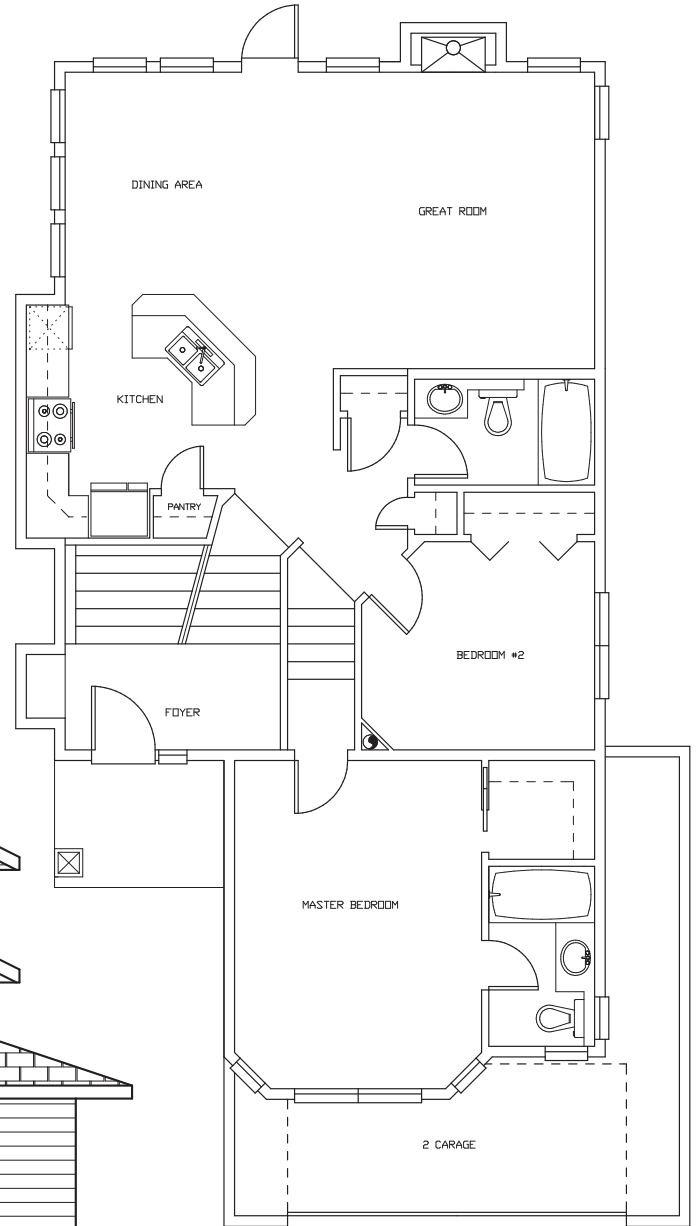 DINING AREA
GREAT ROOM
KITCHEN
PANTRY
BEDROOM #2
FOYER
MASTER BEDROOM
2 CARAGE